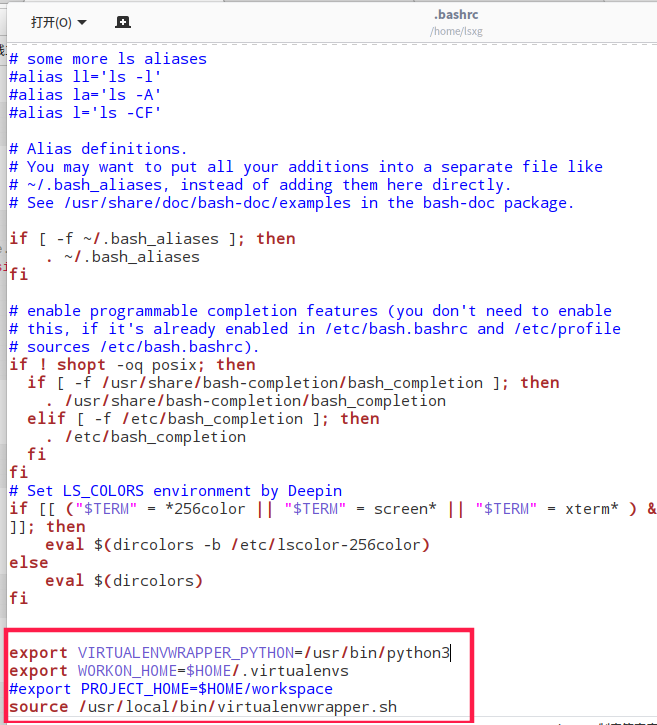 打开(O)
.bashrc
/home/lsxg
# some more ls aliases
#alias ll='ls -l'
#alias la='ls -A'
#alias l='ls -CF'
# Alias definitions.
# You may want to put all your additions into a separate file like
# ~/.bash_aliases, instead of adding them here directly.
# See /usr/share/doc/bash-doc/examples in the bash-doc package.
if [ -f ~/.bash_aliases ]; then
    . ~/.bash_aliases
fi
# enable programmable completion features (you don't need to enable
# this, if it's already enabled in /etc/bash.bashrc and /etc/profile
# sources /etc/bash.bashrc).
if ! shopt -oq posix; then
  if [ -f /usr/share/bash-completion/bash_completion ]; then
    . /usr/share/bash-completion/bash_completion
  elif [ -f /etc/bash_completion ]; then
    . /etc/bash_completion
  fi
fi
# Set LS_COLORS environment by Deepin
if [[ ("$TERM" = *256color || "$TERM" = screen* || "$TERM" = xterm* ) &
]]; then
    eval $(dircolors -b /etc/lscolor-256color)
else
    eval $(dircolors)
fi
export VIRTUALENVWRAPPER_PYTHON=/usr/bin/python3
export WORKON_HOME=$HOME/.virtualenvs
#export PROJECT_HOME=$HOME/workspace
source /usr/local/bin/virtualenvwrapper.sh